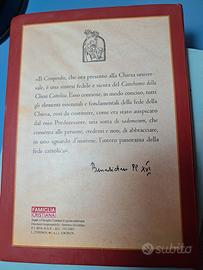 «Il Compendio, che ora presento alla Chiesa univer-
sale, è una sintesi fedele e sicura del Catechismo della
Chiesa Cattolica. Esso contiene, in modo conciso, tutti
gli elementi essenziali e fondamentali della fede della
Chiesa, così da costituire, come era stato auspicato
dal mio Predecessore, una sorta di vademecum, che
consenta alle persone, credenti e non, di abbracciare,
in uno sguardo d'insieme, l'intero panorama della
fede cattolica».
Benedictus PP XVI
FAMIGLIA
CRISTIANA
Subito.it